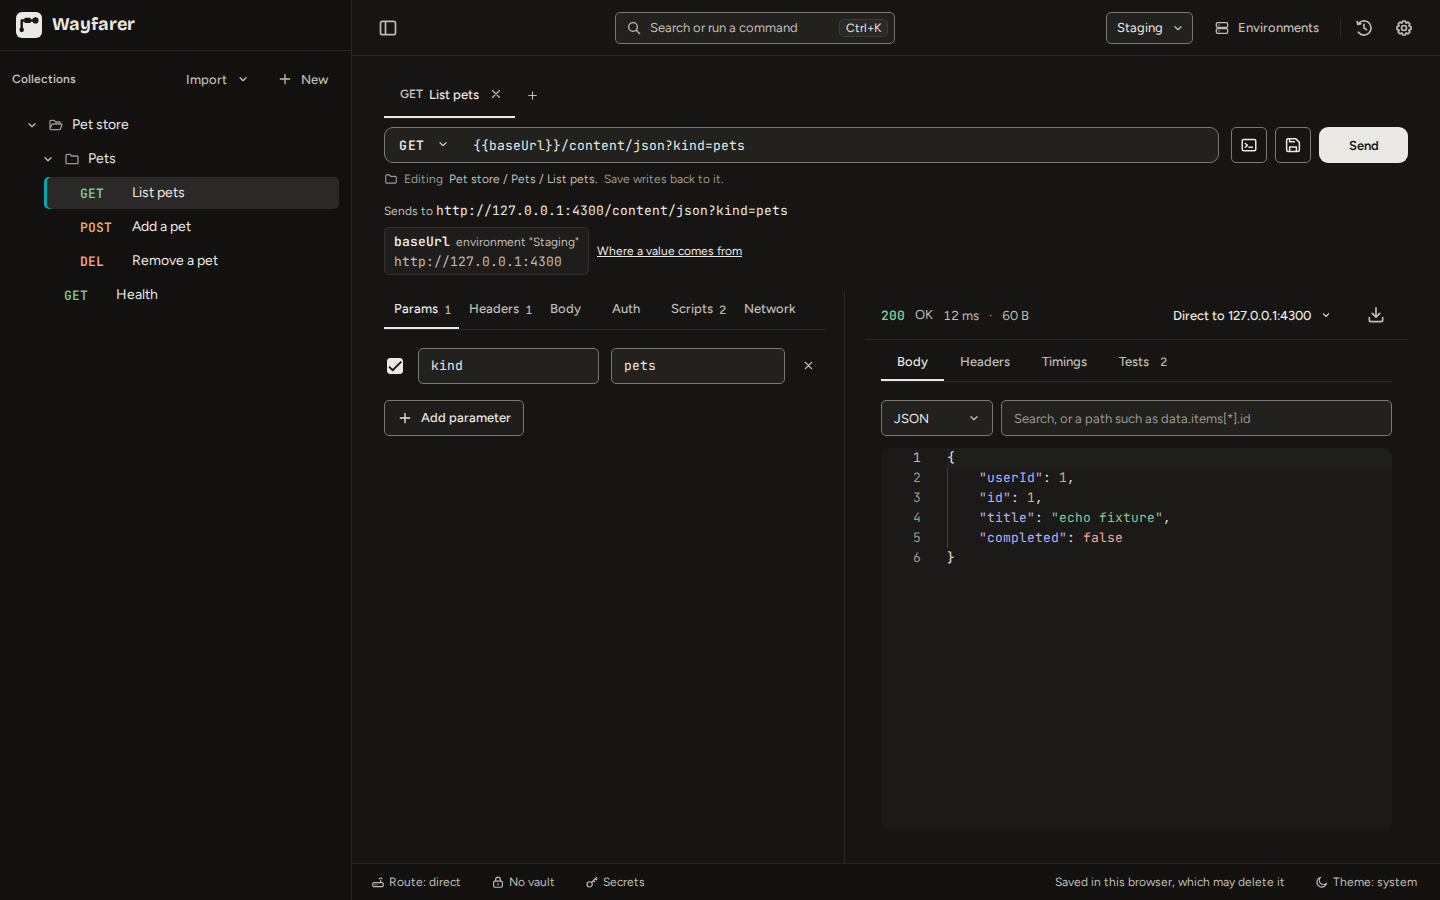 Wayfarer
Search or run a command Ctrl+K
Staging
Environments
Collections
Import
New
Pet store
Pets
GET List pets
POST Add a pet
DEL Remove a pet
GET Health
GET List pets
GET {{baseUrl}}/content/json?kind=pets
Send
Editing Pet store / Pets / List pets. Save writes back to it.
Sends to http://127.0.0.1:4300/content/json?kind=pets
baseUrl environment "Staging"
http://127.0.0.1:4300
Where a value comes from
Params 1 Headers 1 Body Auth Scripts 2 Network
kind pets
Add parameter
200 OK 12 ms · 60 B
Direct to 127.0.0.1:4300
Body Headers Timings Tests 2
JSON
Search, or a path such as data.items[*].id
1 {
2 "userId": 1,
3 "id": 1,
4 "title": "echo fixture",
5 "completed": false
6 }
Route: direct No vault Secrets
Saved in this browser, which may delete it Theme: system